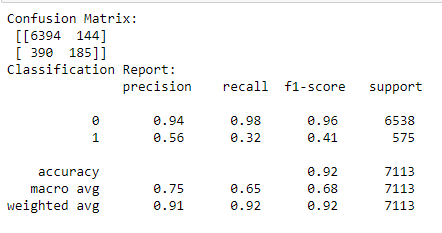 Confusion Matrix:
[[6394 144]
[ 390 185]]
Classification Report:
precision recall f1-score support
0 0.94 0.98 0.96 6538
1 0.56 0.32 0.41 575
accuracy 0.92 7113
macro avg 0.75 0.65 0.68 7113
weighted avg 0.91 0.92 0.92 7113